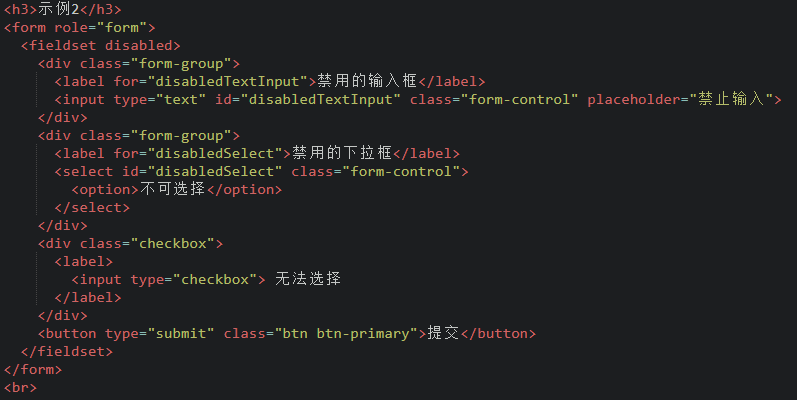 <h3>示例2</h3>
<form role="form">
<fieldset disabled>
<div class="form-group">
<label for="disabledTextInput">禁用的输入框</label>
<input type="text" id="disabledTextInput" class="form-control" placeholder="禁止输入">
</div>
<div class="form-group">
<label for="disabledSelect">禁用的下拉框</label>
<select id="disabledSelect" class="form-control">
<option>不可选择</option>
</select>
</div>
<div class="checkbox">
<label>
<input type="checkbox"> 无法选择
</label>
</div>
<button type="submit" class="btn btn-primary">提交</button>
</fieldset>
</form>
<br>